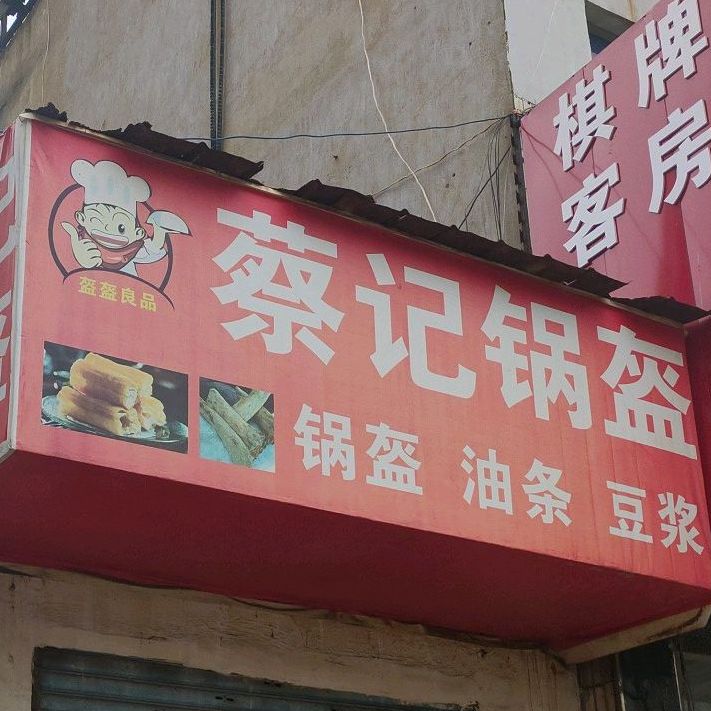 蔡记锅盔
盔盔良品
锅盔 油条 豆浆
棋牌
客房